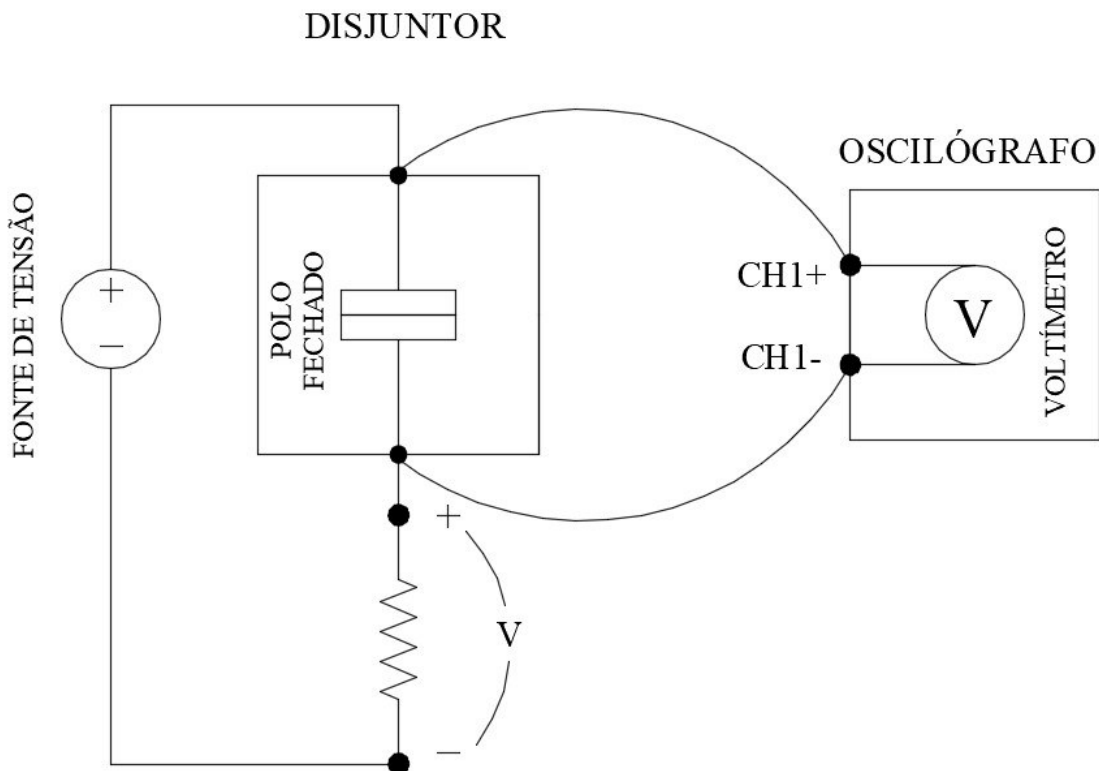 DISJUNTOR
OSCILÓGRAFO
FONTE DE TENSÃO
+
−
POLO
FECHADO
CH1+
CH1-
V
VOLTÍMETRO
+
V
−